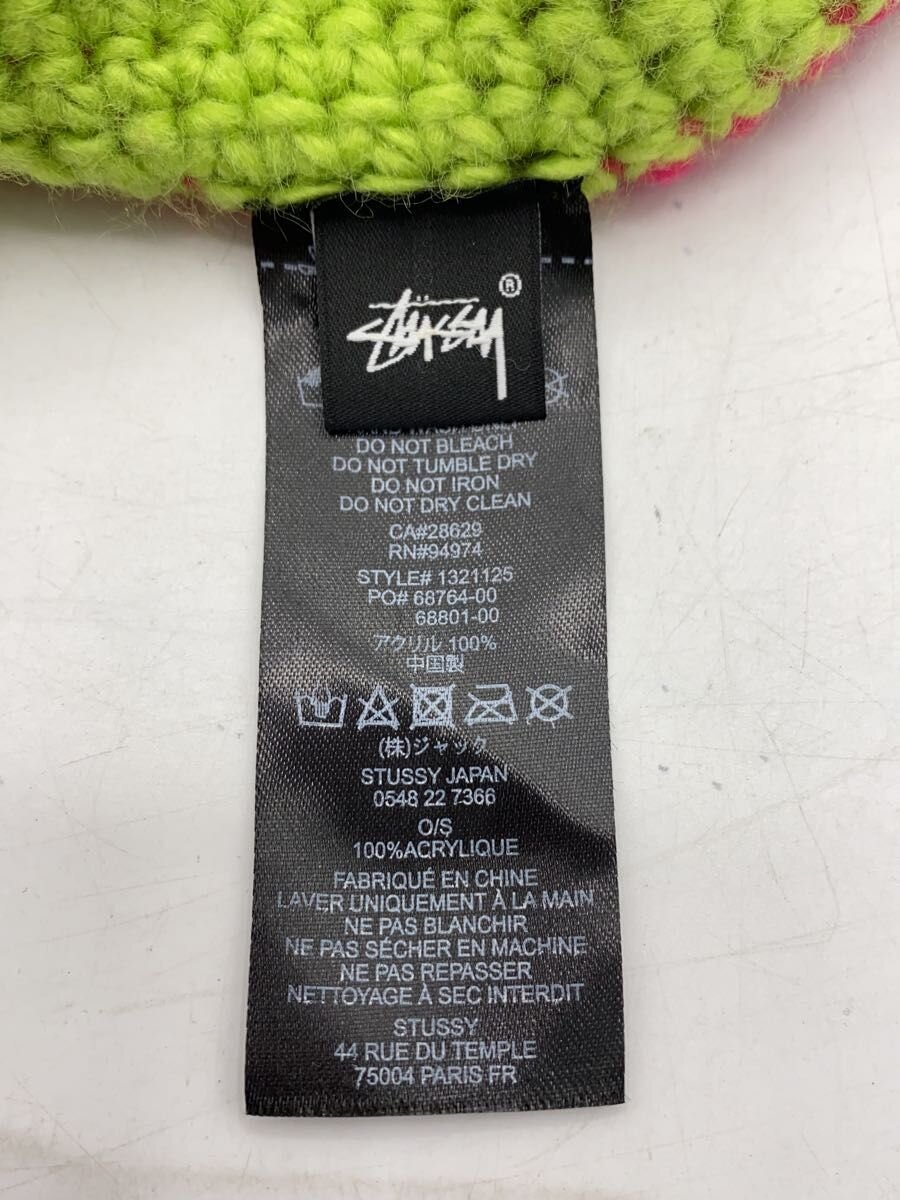 STÜSSY ®
DO NOT BLEACH
DO NOT TUMBLE DRY
DO NOT IRON
DO NOT DRY CLEAN
CA#28629
RN#94974
STYLE# 1321125
PO# 68764-00
68801-00
アクリル 100%
中国製
(株)ジャック
STUSSY JAPAN
0548 22 7366
O/S
100%ACRYLIQUE
FABRIQUÉ EN CHINE
LAVER UNIQUEMENT À LA MAIN
NE PAS BLANCHIR
NE PAS SÉCHER EN MACHINE
NE PAS REPASSER
NETTOYAGE À SEC INTERDIT
STUSSY
44 RUE DU TEMPLE
75004 PARIS FR